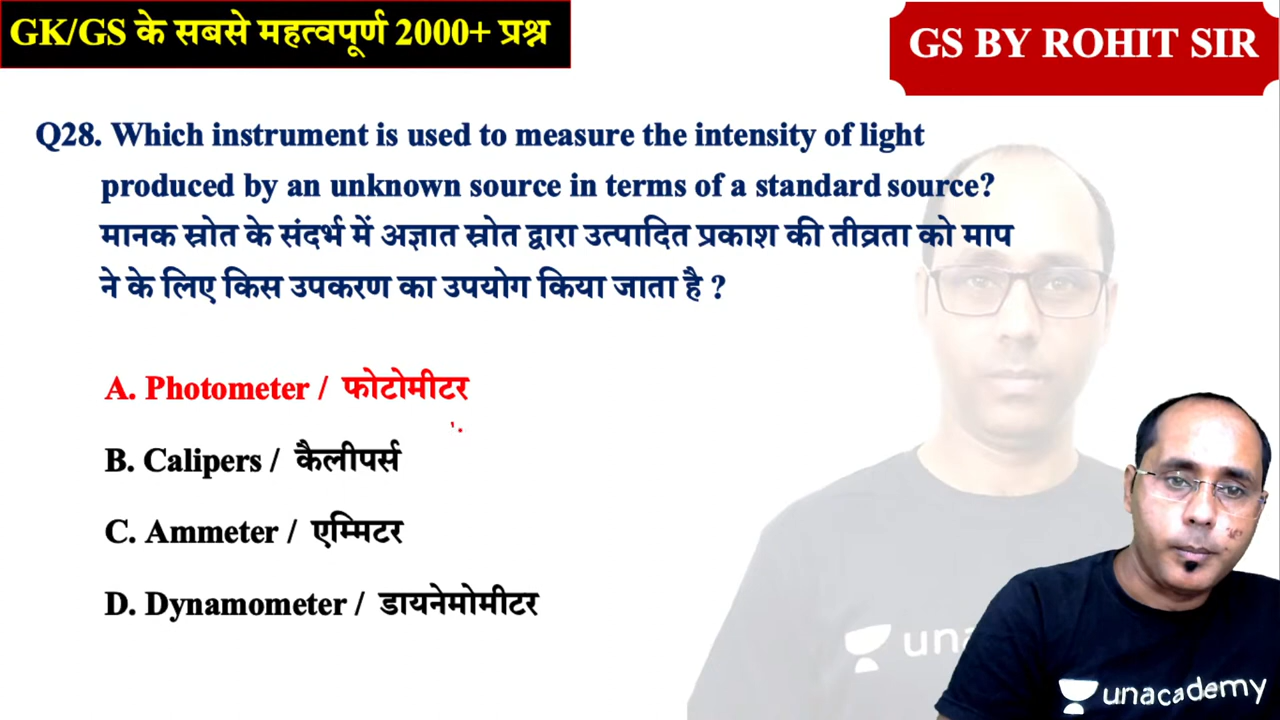 GK/GS के सबसे महत्वपूर्ण 2000+ प्रश्न
GS BY ROHIT SIR
Q28. Which instrument is used to measure the intensity of light
produced by an unknown source in terms of a standard source?
मानक स्रोत के संदर्भ में अज्ञात स्रोत द्वारा उत्पादित प्रकाश की तीव्रता को माप
ने के लिए किस उपकरण का उपयोग किया जाता है ?
A. Photometer / फोटोमीटर
B. Calipers / कैलीपर्स
C. Ammeter / एम्मिटर
D. Dynamometer / डायनेमोमीटर
unacademy